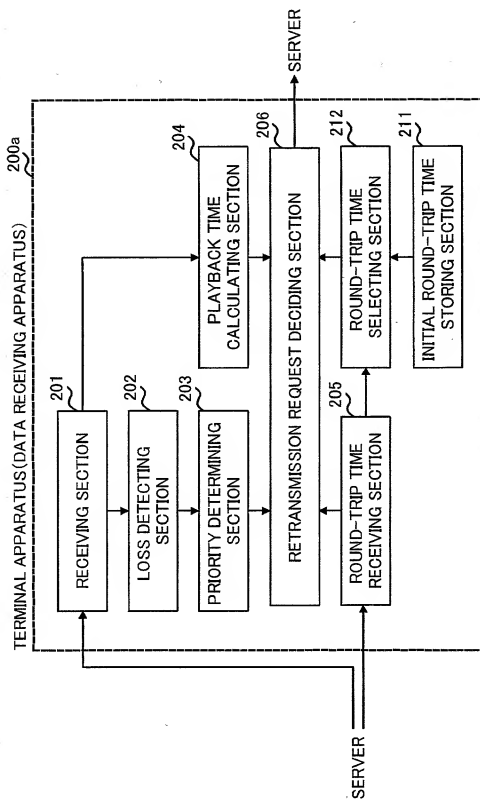 TERMINAL APPARATUS(DATA RECEIVING APPARATUS)
200a
201
RECEIVING SECTION
202
LOSS DETECTING
SECTION
203
PRIORITY DETERMINING
SECTION
204
PLAYBACK TIME
CALCULATING SECTION
206
RETRANSMISSION REQUEST DECIDING SECTION
SERVER
205
ROUND-TRIP TIME
RECEIVING SECTION
212
ROUND-TRIP TIME
SELECTING SECTION
211
INITIAL ROUND-TRIP TIME
STORING SECTION
SERVER